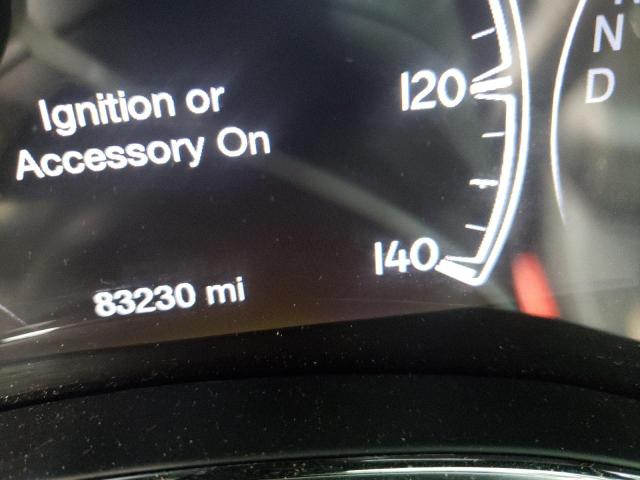 Ignition or
Accessory On
120
140
83230 mi
N
D